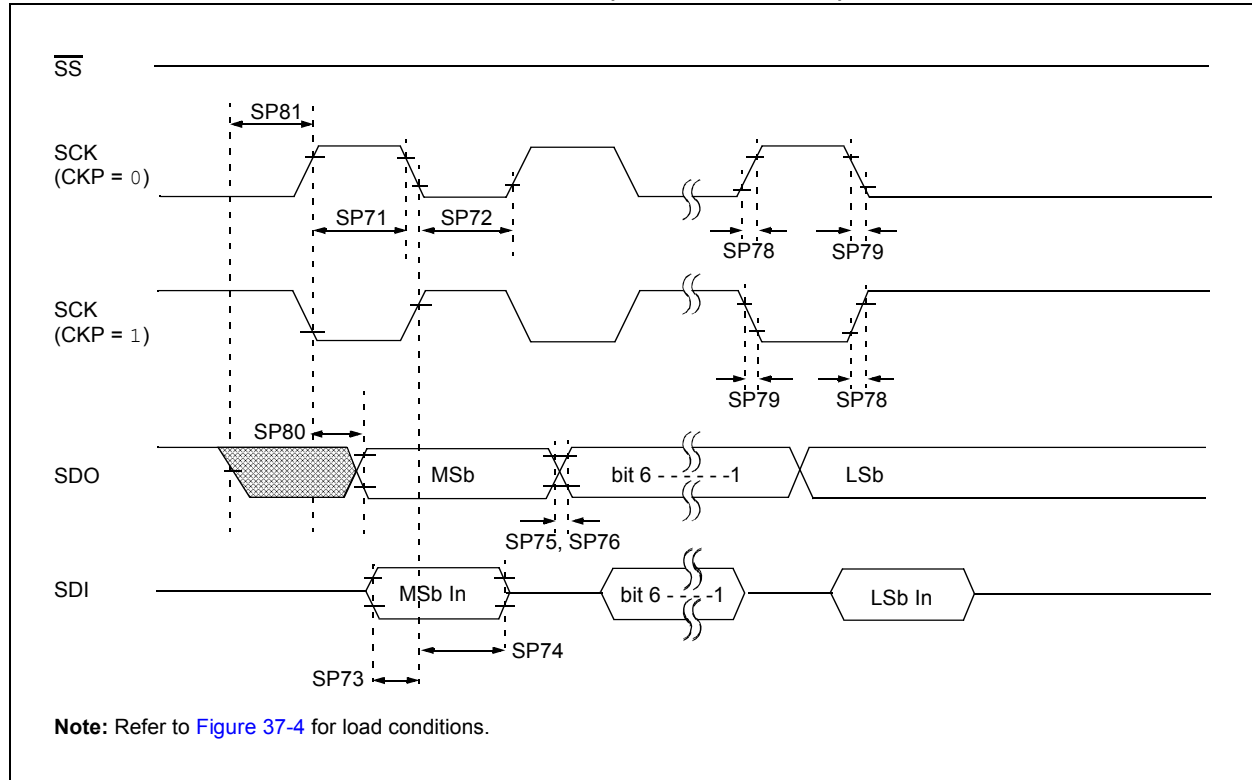 SS
SP81
SCK
(CKP = 0)
SP71
SP72
SP78
SP79
SCK
(CKP = 1)
SP79
SP78
SP80
SDO
MSb
bit 6 - - - - - -1
LSb
SP75, SP76
SDI
MSb In
bit 6 - - - - -1
LSb In
SP74
SP73
Note: Refer to Figure 37-4 for load conditions.